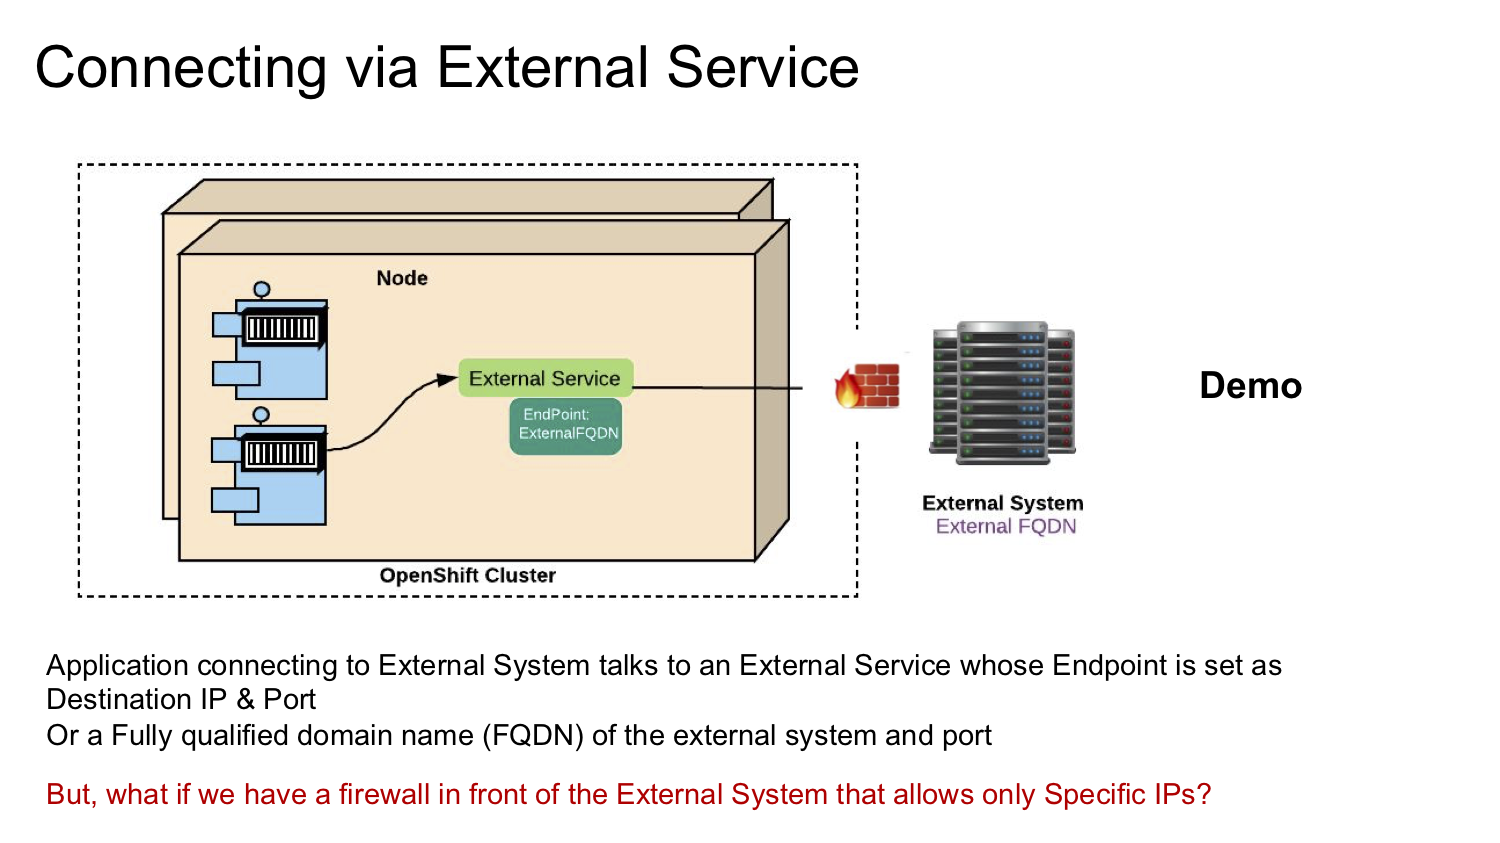 Connecting via External Service
Node
External Service
EndPoint:
ExternalFQDN
Demo
External System
External FQDN
OpenShift Cluster
Application connecting to External System talks to an External Service whose Endpoint is set as
Destination IP & Port
Or a Fully qualified domain name (FQDN) of the external system and port
But, what if we have a firewall in front of the External System that allows only Specific IPs?